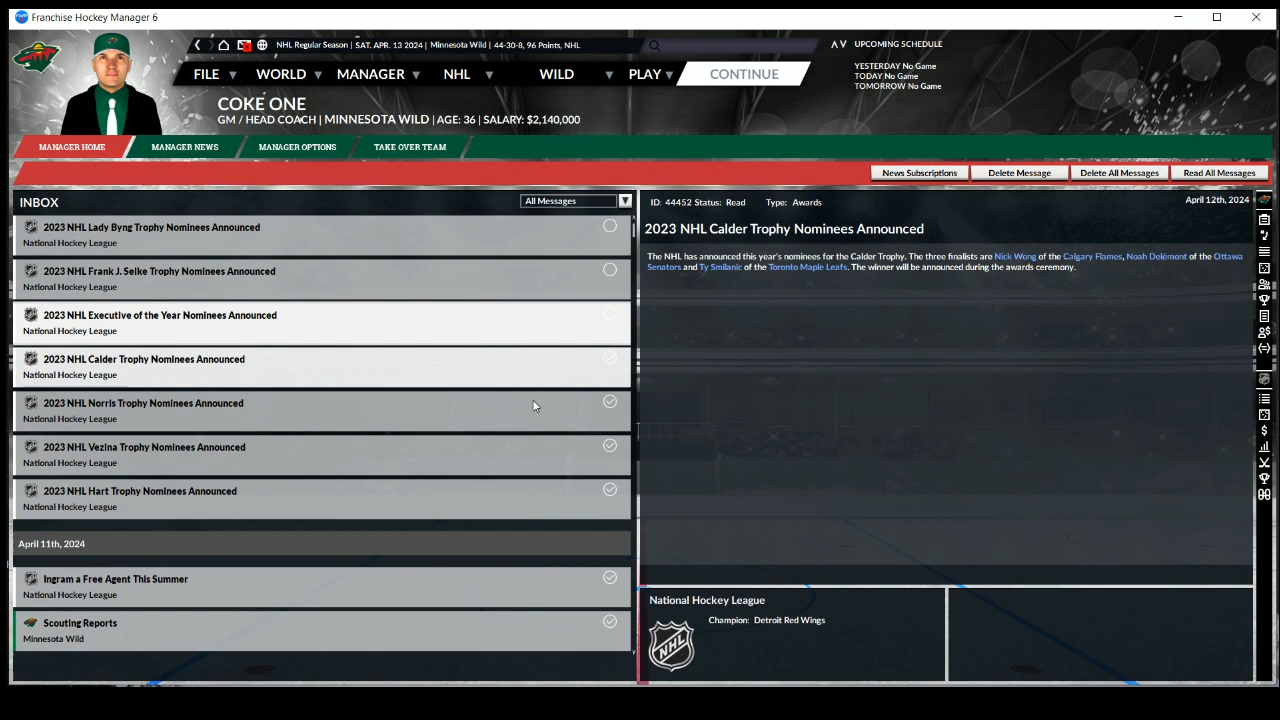 Franchise Hockey Manager 6
NHL Regular Season | SAT. APR. 13 2024 | Minnesota Wild | 44-30-8, 96 Points, NHL
UPCOMING SCHEDULE
YESTERDAY No Game
TODAY No Game
TOMORROW No Game
FILE WORLD MANAGER NHL WILD PLAY CONTINUE
COKE ONE
GM / HEAD COACH | MINNESOTA WILD | AGE: 36 | SALARY: $2,140,000
MANAGER HOME MANAGER NEWS MANAGER OPTIONS TAKE OVER TEAM
News Subscriptions Delete Message Delete All Messages Read All Messages
INBOX All Messages
2023 NHL Lady Byng Trophy Nominees Announced
National Hockey League
2023 NHL Frank J. Selke Trophy Nominees Announced
National Hockey League
2023 NHL Executive of the Year Nominees Announced
National Hockey League
2023 NHL Calder Trophy Nominees Announced
National Hockey League
2023 NHL Norris Trophy Nominees Announced
National Hockey League
2023 NHL Vezina Trophy Nominees Announced
National Hockey League
2023 NHL Hart Trophy Nominees Announced
National Hockey League
April 11th, 2024
Ingram a Free Agent This Summer
National Hockey League
Scouting Reports
Minnesota Wild
ID: 44452 Status: Read Type: Awards April 12th, 2024
2023 NHL Calder Trophy Nominees Announced
The NHL has announced this year's nominees for the Calder Trophy. The three finalists are Nick Wong of the Calgary Flames, Noah Delémont of the Ottawa
Senators and Ty Smilanic of the Toronto Maple Leafs. The winner will be announced during the awards ceremony.
National Hockey League
Champion: Detroit Red Wings
NHL